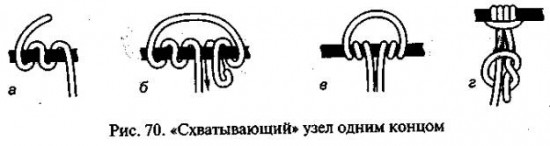 а б в г
Рис. 70. «Схватывающий» узел одним концом